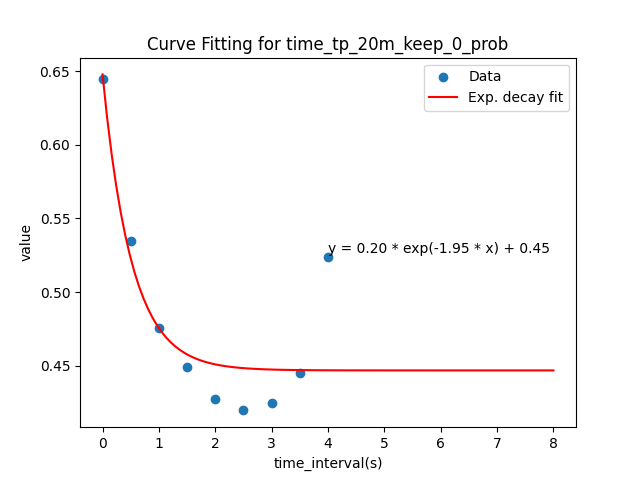 Curve Fitting for time_tp_20m_keep_0_prob
0.65
0.60
0.55
0.50
0.45
value
Data
Exp. decay fit
y = 0.20 * exp(-1.95 * x) + 0.45
0 1 2 3 4 5 6 7 8
time_interval(s)